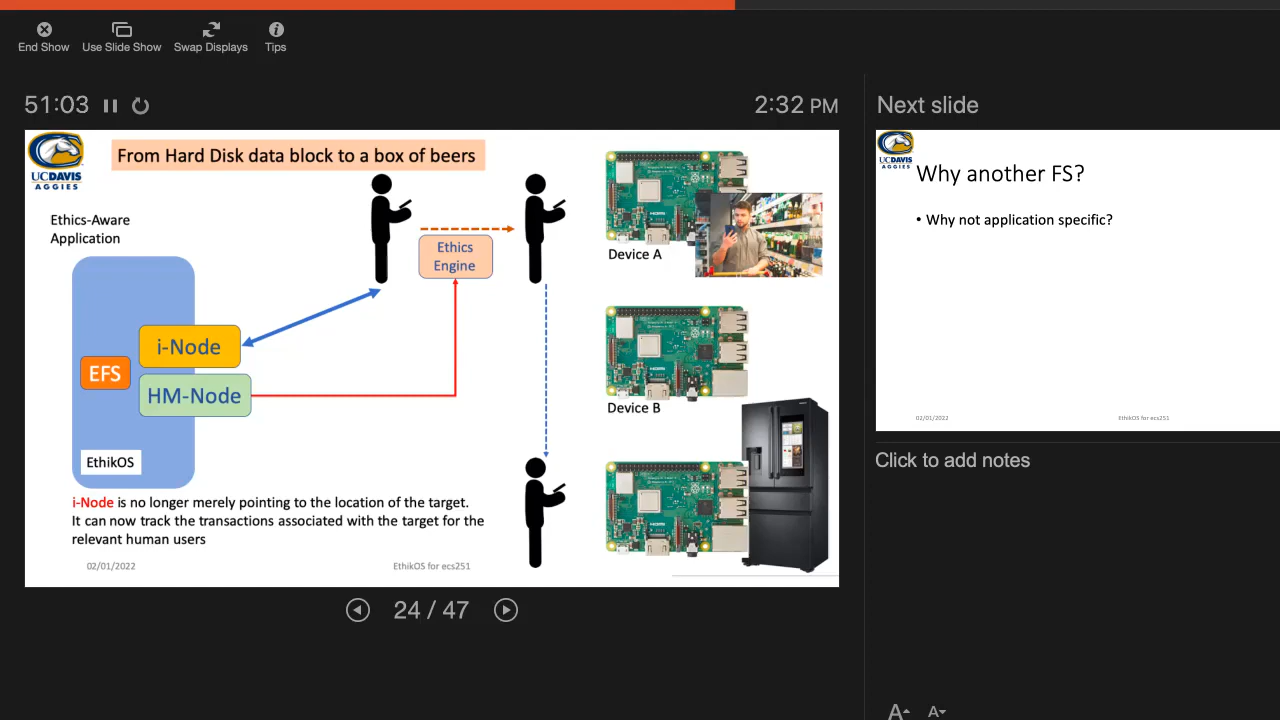 End Show
Use Slide Show
Swap Displays
Tips
51:03
2:32 PM
Next slide
UCDAVIS
AGGIES
From Hard Disk data block to a box of beers
Ethics-Aware
Application
Ethics
Engine
i-Node
EFS
HM-Node
EthikOS
Device A
Device B
i-Node is no longer merely pointing to the location of the target.
It can now track the transactions associated with the target for the
relevant human users
02/01/2022
EthikOS for ecs251
24 / 47
UCDAVIS
AGGIES
Why another FS?
• Why not application specific?
02/01/2022
EthikOS for ecs251
Click to add notes
A
A